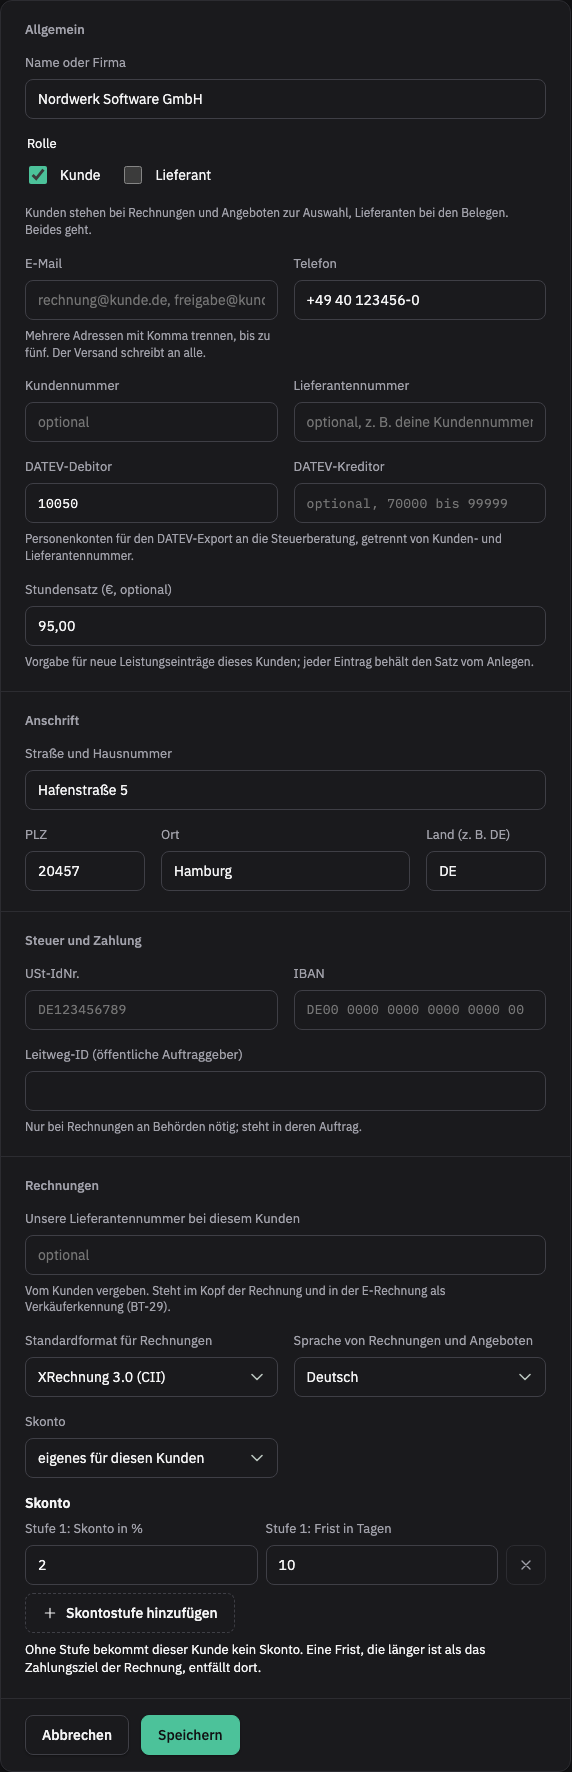 Allgemein
Name oder Firma
Nordwerk Software GmbH
Rolle
Kunde
Lieferant
Kunden stehen bei Rechnungen und Angeboten zur Auswahl, Lieferanten bei den Belegen.
Beides geht.
E-Mail
Telefon
rechnung@kunde.de, freigabe@kund
+49 40 123456-0
Mehrere Adressen mit Komma trennen, bis zu
fünf. Der Versand schreibt an alle.
Kundennummer
Lieferantennummer
optional
optional, z. B. deine Kundennummer
DATEV-Debitor
DATEV-Kreditor
10050
optional, 70000 bis 99999
Personenkonten für den DATEV-Export an die Steuerberatung, getrennt von Kunden- und
Lieferantennummer.
Stundensatz (€, optional)
95,00
Vorgabe für neue Leistungseinträge dieses Kunden; jeder Eintrag behält den Satz vom Anlegen.
Anschrift
Straße und Hausnummer
Hafenstraße 5
PLZ
Ort
Land (z. B. DE)
20457
Hamburg
DE
Steuer und Zahlung
USt-IdNr.
IBAN
DE123456789
DE00 0000 0000 0000 0000 00
Leitweg-ID (öffentliche Auftraggeber)
Nur bei Rechnungen an Behörden nötig; steht in deren Auftrag.
Rechnungen
Unsere Lieferantennummer bei diesem Kunden
optional
Vom Kunden vergeben. Steht im Kopf der Rechnung und in der E-Rechnung als
Verkäuferkennung (BT-29).
Standardformat für Rechnungen
Sprache von Rechnungen und Angeboten
XRechnung 3.0 (CII)
Deutsch
Skonto
eigenes für diesen Kunden
Skonto
Stufe 1: Skonto in %
Stufe 1: Frist in Tagen
2
10
Skontostufe hinzufügen
Ohne Stufe bekommt dieser Kunde kein Skonto. Eine Frist, die länger ist als das
Zahlungsziel der Rechnung, entfällt dort.
Abbrechen
Speichern